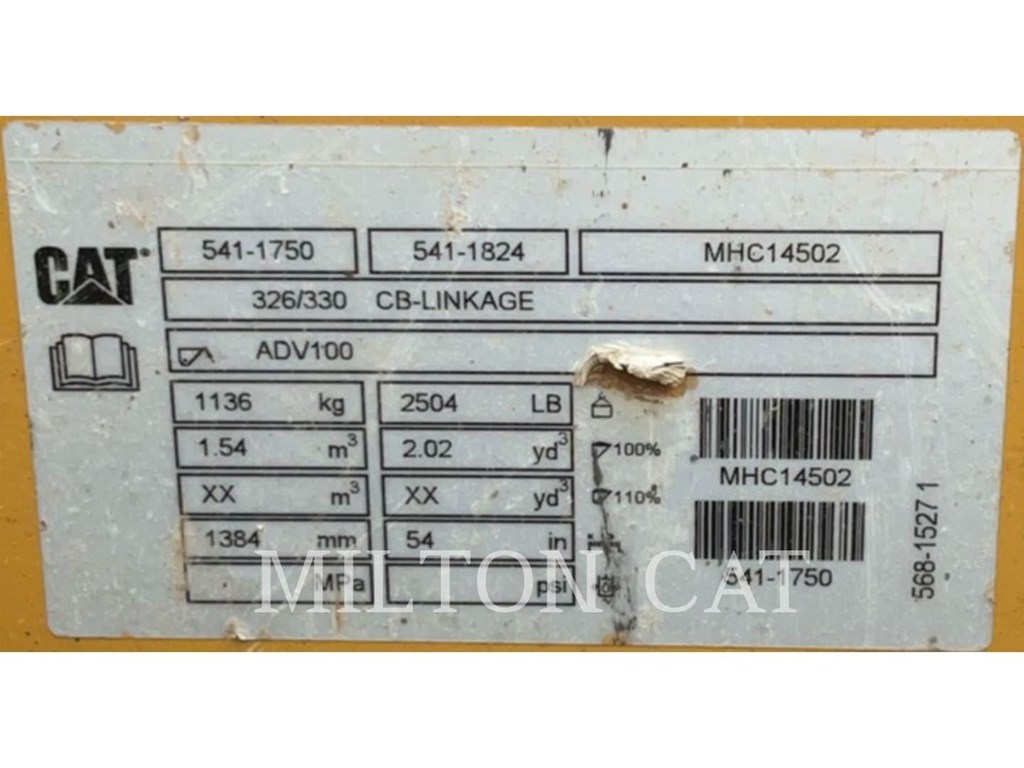 541-1750 541-1824 MHC14502
CAT
326/330 CB-LINKAGE
ADV100
1136 kg 2504 LB
1.54 m³ 2.02 yd³ 100%
MHC14502
XX m³ XX yd³ 110%
1384 mm 54 in
MPa psi
541-1750
568-1527 1
MILTON CAT